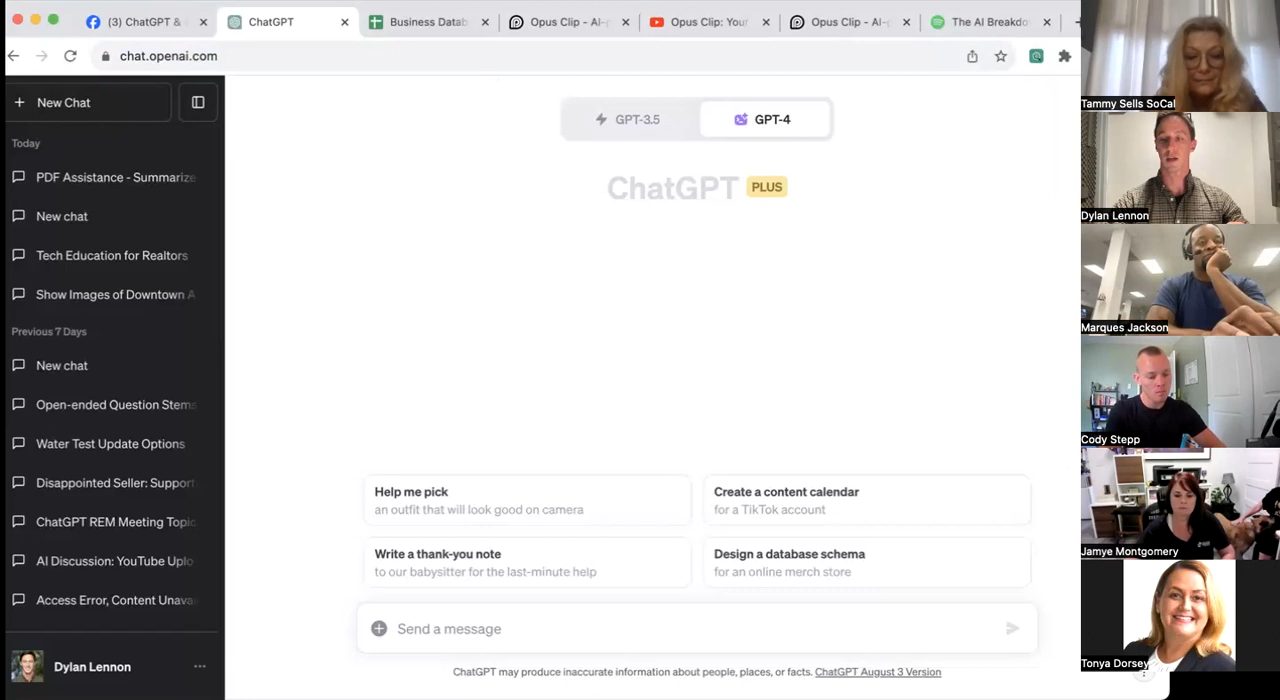 (3) ChatGPT &
ChatGPT
Business Datab
Opus Clip - AI-p
Opus Clip: Your
Opus Clip - AI-p
The AI Breakdo
chat.openai.com
New Chat
Today
PDF Assistance - Summarize
New chat
Tech Education for Realtors
Show Images of Downtown A
Previous 7 Days
New chat
Open-ended Question Stems
Water Test Update Options
Disappointed Seller: Support
ChatGPT REM Meeting Topic
AI Discussion: YouTube Uplo
Access Error, Content Unava
Dylan Lennon
GPT-3.5
GPT-4
ChatGPT PLUS
Help me pick
an outfit that will look good on camera
Create a content calendar
for a TikTok account
Write a thank-you note
to our babysitter for the last-minute help
Design a database schema
for an online merch store
Send a message
ChatGPT may produce inaccurate information about people, places, or facts. ChatGPT August 3 Version
Tammy Sells SoCal
Dylan Lennon
Marques Jackson
Cody Stepp
Jamye Montgomery
Tonya Dorsey